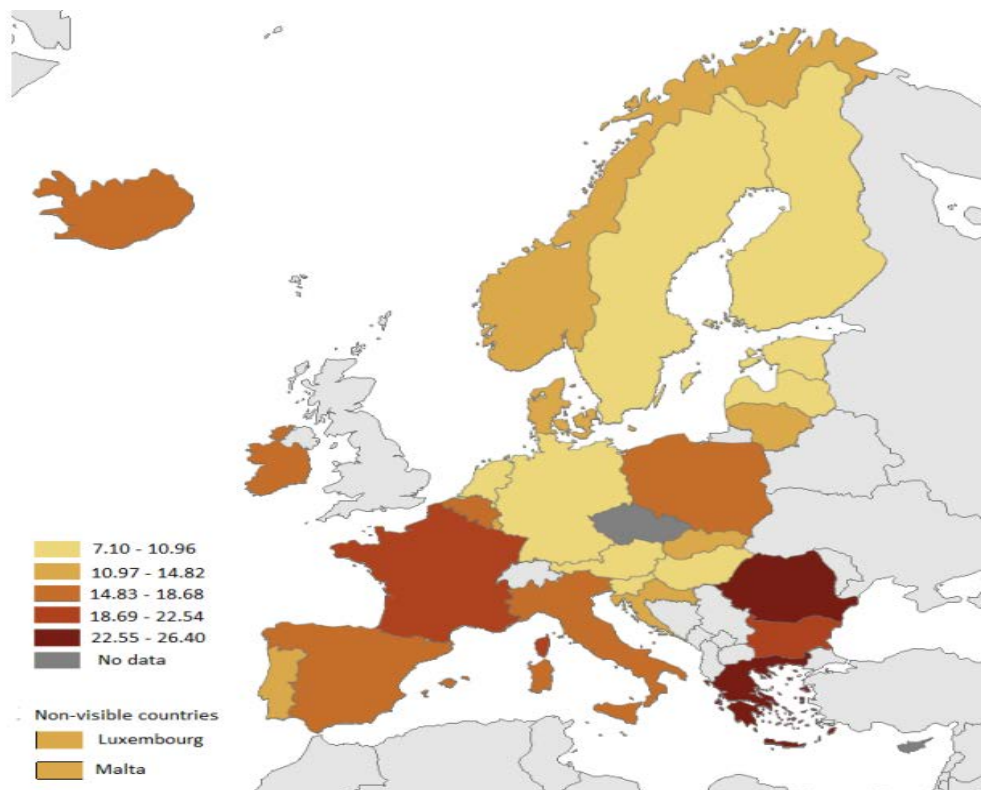 7.10 - 10.96
10.97 - 14.82
14.83 - 18.68
18.69 - 22.54
22.55 - 26.40
No data
Non-visible countries
Luxembourg
Malta